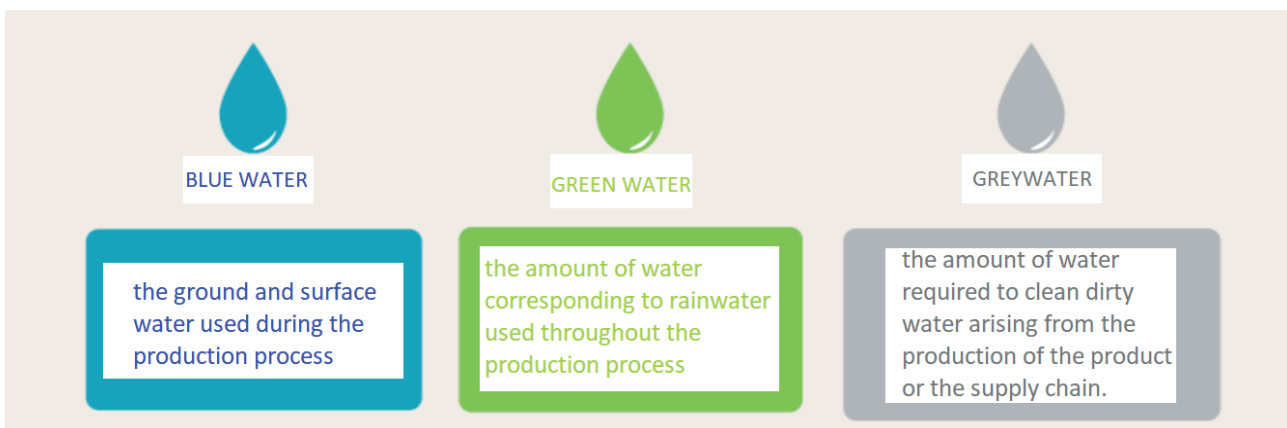 BLUE WATER
the ground and surface
water used during the
production process
GREEN WATER
the amount of water
corresponding to rainwater
used throughout the
production process
GREYWATER
the amount of water
required to clean dirty
water arising from the
production of the product
or the supply chain.